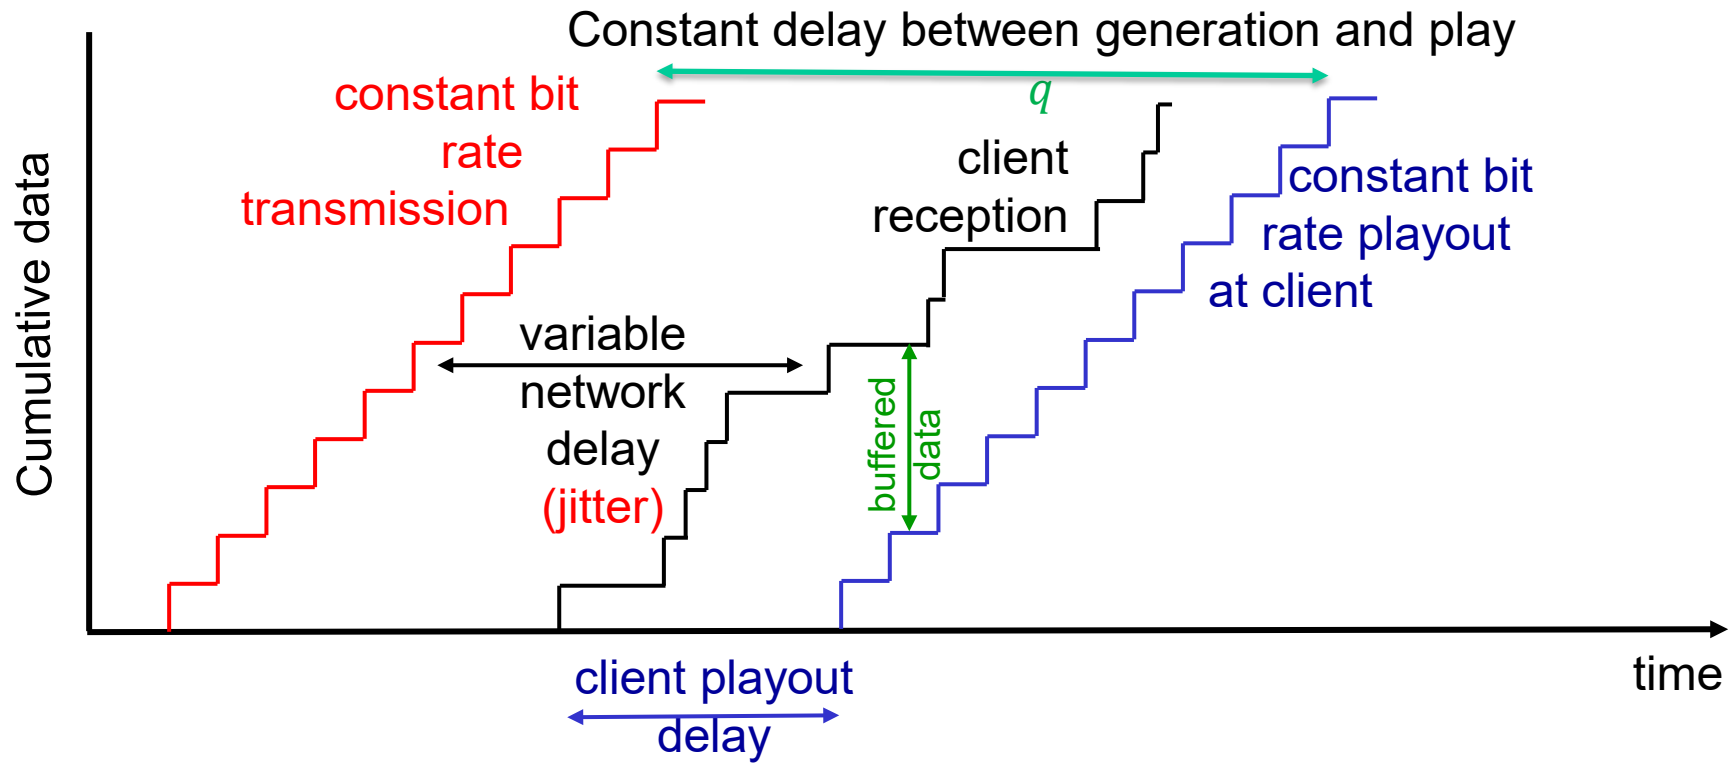 Constant delay between generation and play
q
constant bit
rate
transmission
client
reception
constant bit
rate playout
at client
variable
network
delay
(jitter)
buffered
data
Cumulative data
time
client playout
delay